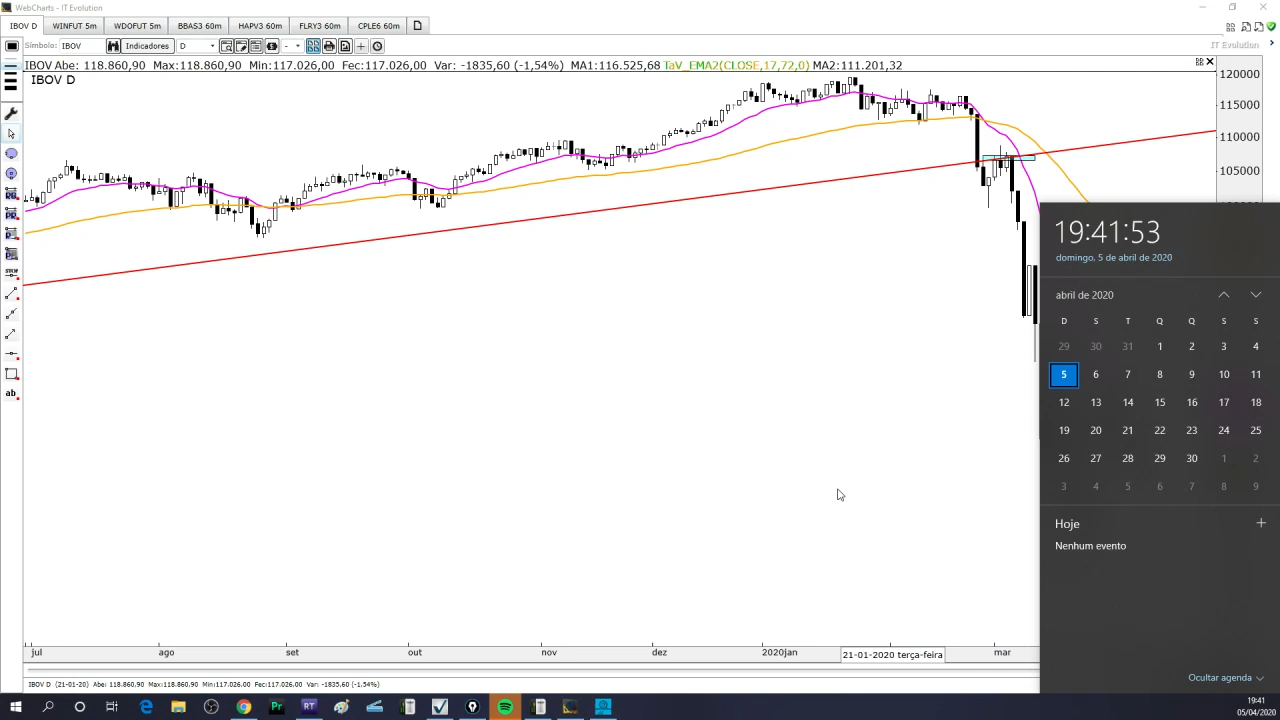 WebCharts - IT Evolution
IBOV D
WINFUT 5m
WDOFUT 5m
BBAS3 60m
HAPV3 60m
FLRY3 60m
CPLE6 60m
Símbolo: IBOV
Indicadores
D
IT Evolution
IBOV Abe: 118.860,90 Max:118.860,90 Min:117.026,00 Fec:117.026,00 Var: -1835,60 (-1,54%) MA1:116.525,68 TaV_EMA2(CLOSE,17,72,0) MA2:111.201,32
IBOV D
120000
115000
110000
105000
19:41:53
domingo, 5 de abril de 2020
abril de 2020
D S T Q Q S S
29 30 31 1 2 3 4
5 6 7 8 9 10 11
12 13 14 15 16 17 18
19 20 21 22 23 24 25
26 27 28 29 30 1 2
3 4 5 6 7 8 9
Hoje
Nenhum evento
Ocultar agenda
ab
jul ago set out nov dez 2020jan 21-01-2020 terça-feira mar
IBOV D (21-01-20) Abe: 118.860,90 Max:118.860,90 Min:117.026,00 Fec:117.026,00 Var: -1835,60 (-1,54%)
Pr
RT
19:41
05/04/2020